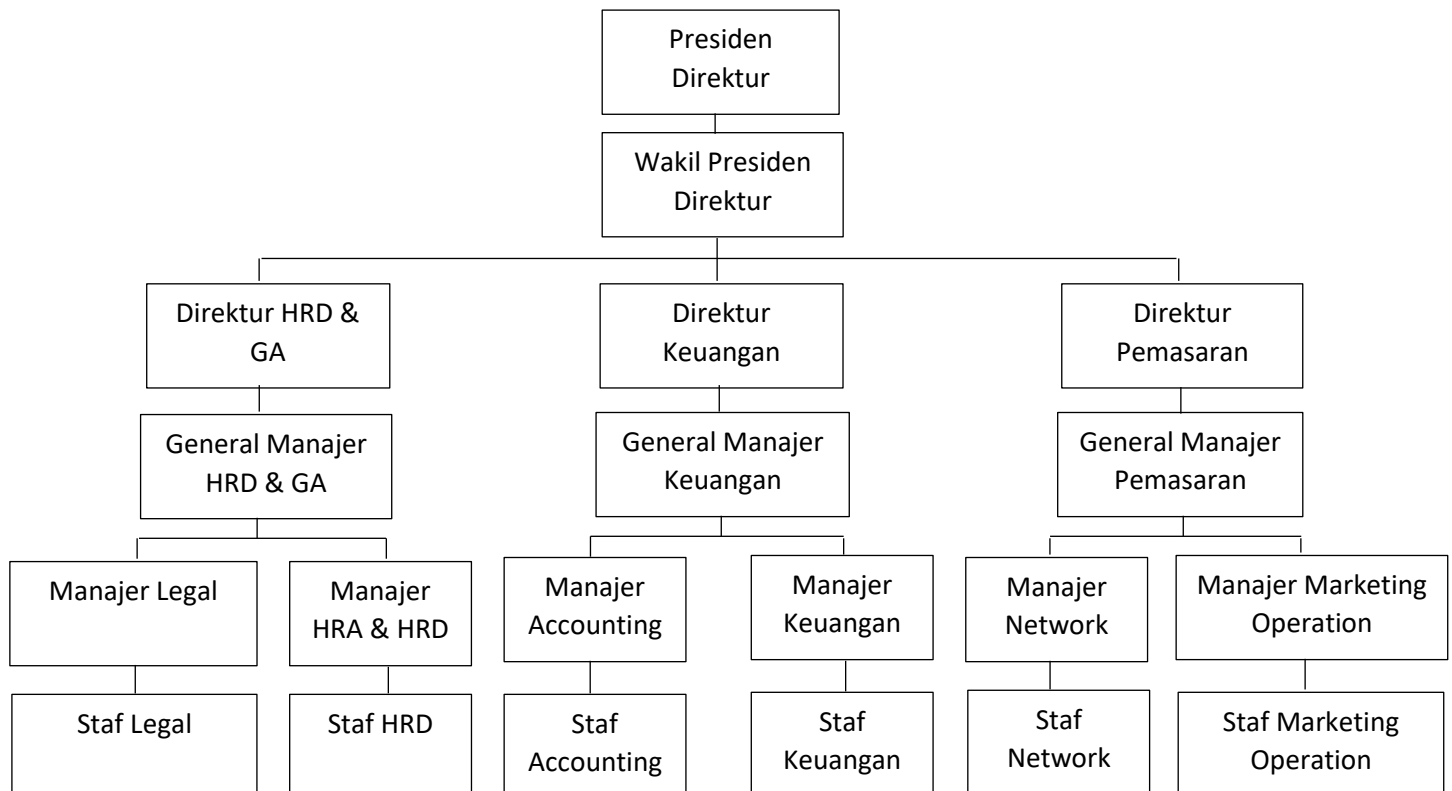 Presiden
Direktur
Wakil Presiden
Direktur
Direktur HRD &
GA
Direktur
Keuangan
Direktur
Pemasaran
General Manajer
HRD & GA
General Manajer
Keuangan
General Manajer
Pemasaran
Manajer Legal
Manajer
HRA & HRD
Manajer
Accounting
Manajer
Keuangan
Manajer
Network
Manajer Marketing
Operation
Staf Legal
Staf HRD
Staf
Accounting
Staf
Keuangan
Staf
Network
Staf Marketing
Operation